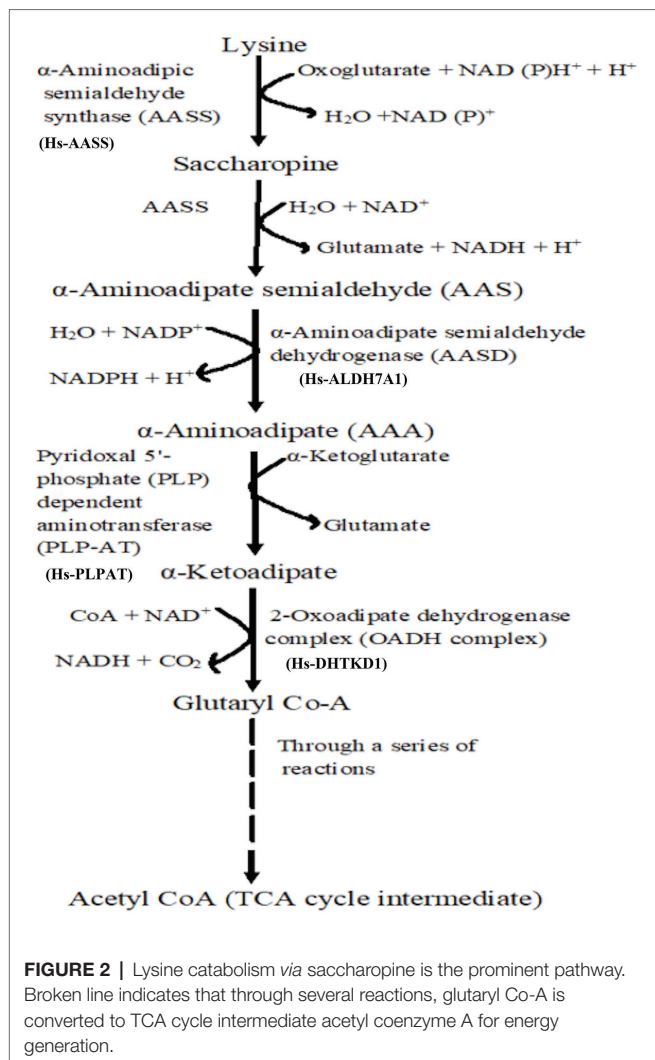 Lysine
α-Aminoadipic
semialdehyde
synthase (AASS)
(Hs-AASS)
Oxoglutarate + NAD (P)H⁺ + H⁺
H₂O +NAD (P)⁺
Saccharopine
AASS
H₂O + NAD⁺
Glutamate + NADH + H⁺
α-Aminoadipate semialdehyde (AAS)
H₂O + NADP⁺
NADPH + H⁺
α-Aminoadipate semialdehyde
dehydrogenase (AASD)
(Hs-ALDH7A1)
α-Aminoadipate (AAA)
Pyridoxal 5'-
phosphate (PLP)
dependent
aminotransferase
(PLP-AT)
(Hs-PLPAT)
α-Ketoglutarate
Glutamate
α-Ketoadipate
CoA + NAD⁺
NADH + CO₂
2-Oxoadipate dehydrogenase
complex (OADH complex)
(Hs-DHTKD1)
Glutaryl Co-A
Through a series of
reactions
Acetyl CoA (TCA cycle intermediate)
FIGURE 2 | Lysine catabolism via saccharopine is the prominent pathway.
Broken line indicates that through several reactions, glutaryl Co-A is
converted to TCA cycle intermediate acetyl coenzyme A for energy
generation.